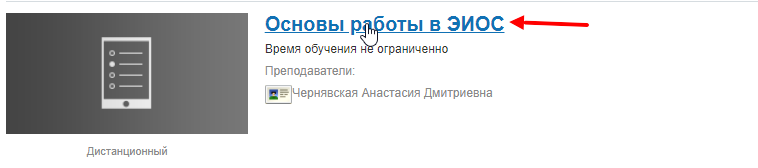 Основы работы в ЭИОС
Время обучения не ограниченно
Преподаватели:
Чернявская Анастасия Дмитриевна
Дистанционный